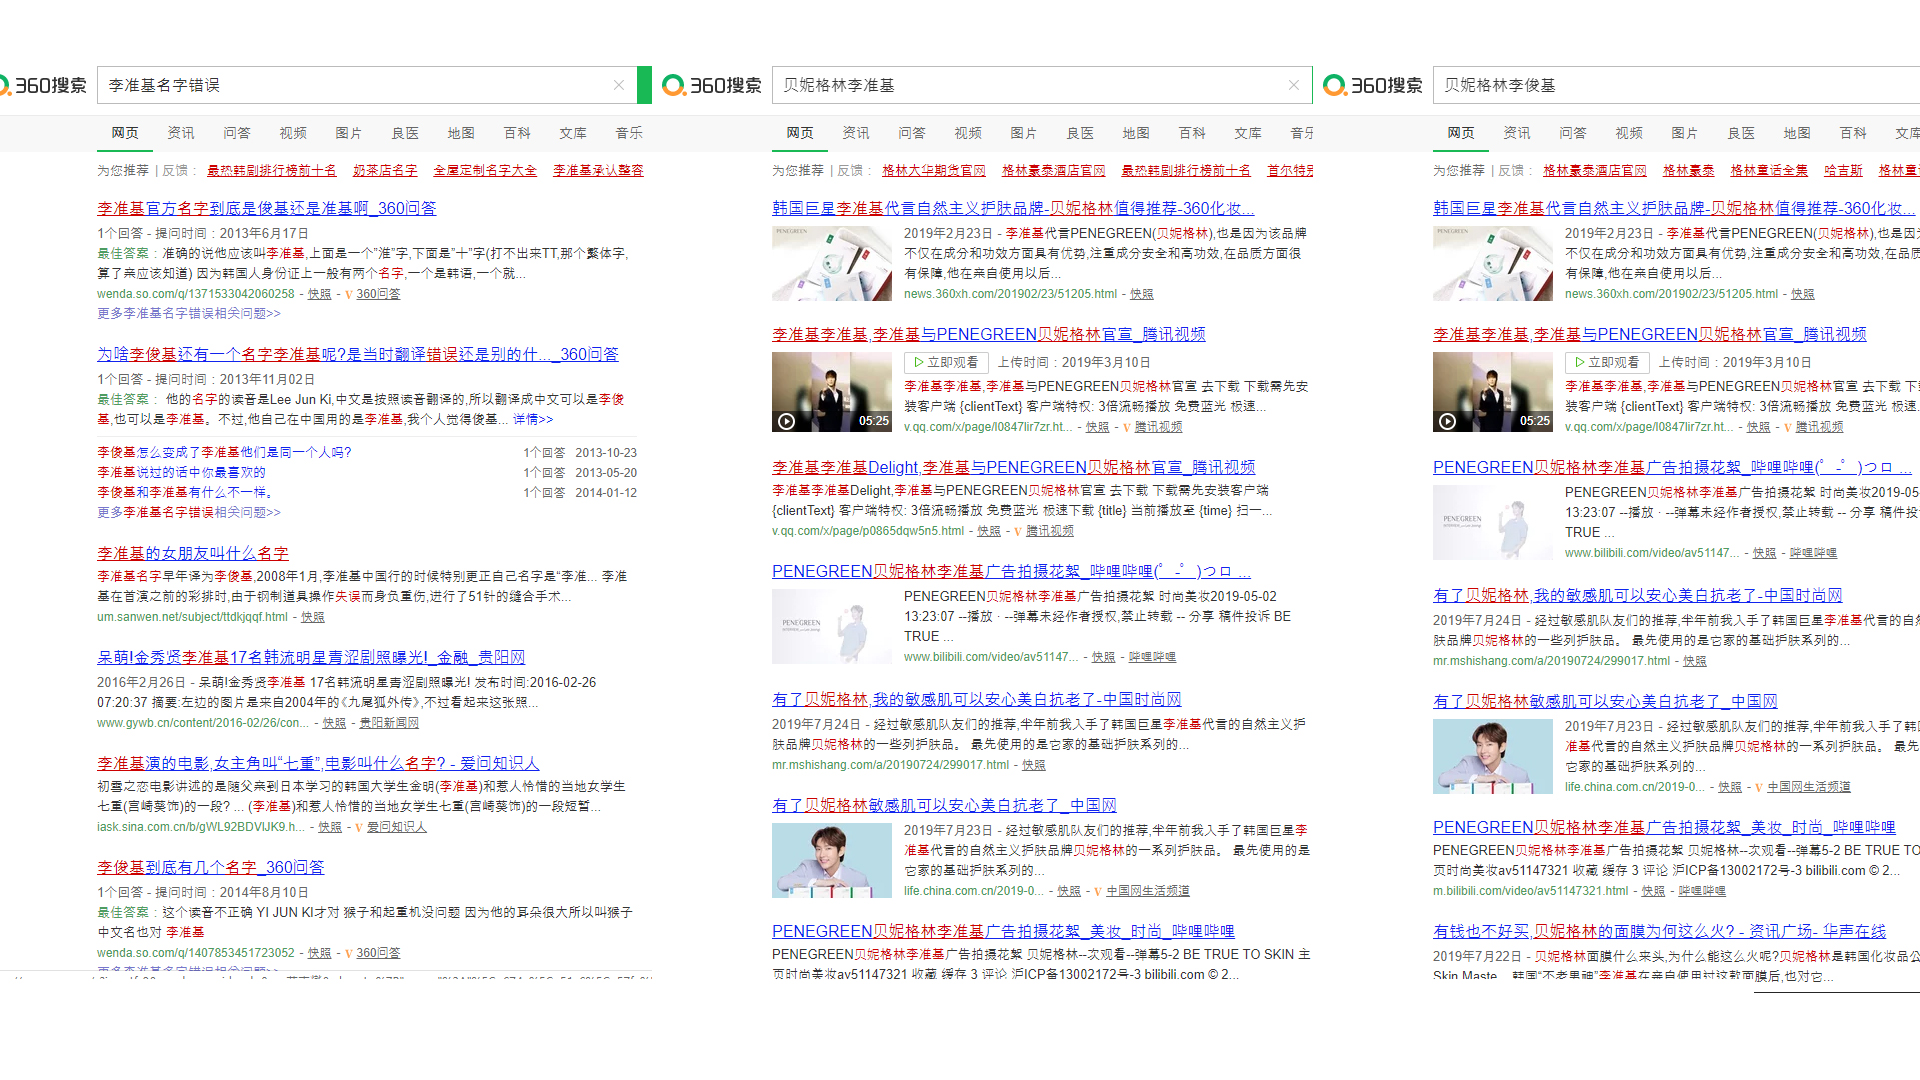 360搜索
李准基名字错误
网页 资讯 问答 视频 图片 良医 地图 百科 文库 音乐
为您推荐 | 反馈： 最热韩剧排行榜前十名 奶茶店名字 全屋定制名字大全 李准基承认整容
李准基官方名字到底是俊基还是准基啊_360问答
1个回答 - 提问时间：2013年6月17日
最佳答案：准确的说他应该叫李准基,上面是一个"淮"字,下面是"十"字(打不出来TT,那个繁体字,
算了亲应该知道) 因为韩国人身份证上一般有两个名字,一个是韩语,一个就...
wenda.so.com/q/1371533042060258 - 快照 - 360问答
更多李准基名字错误相关问题>>
为啥李俊基还有一个名字李准基呢?是当时翻译错误还是别的什..._360问答
1个回答 - 提问时间：2013年11月02日
最佳答案： 他的名字的读音是Lee Jun Ki,中文是按照读音翻译的,所以翻译成中文可以是李俊
基,也可以是李准基。不过,他自己在中国用的是李准基,我个人觉得俊基... 详情>>
李俊基怎么变成了李准基他们是同一个人吗? 1个回答 2013-10-23
李准基说过的话中你最喜欢的 1个回答 2013-05-20
李俊基和李准基有什么不一样。 1个回答 2014-01-12
更多李准基名字错误相关问题>>
李准基的女朋友叫什么名字
李准基名字早年译为李俊基,2008年1月,李准基中国行的时候特别更正自己名字是"李准... 李准
基在首演之前的彩排时,由于钢制道具操作失误而身负重伤,进行了51针的缝合手术...
um.sanwen.net/subject/ttdkjqqf.html - 快照
呆萌!金秀贤李准基17名韩流明星青涩剧照曝光!_金融_贵阳网
2016年2月26日 - 呆萌!金秀贤李准基 17名韩流明星青涩剧照曝光! 发布时间:2016-02-26
07:20:37 摘要:左边的图片是来自2004年的《九尾狐外传》,不过看起来这张照...
www.gywb.cn/content/2016-02/26/con... - 快照 - 贵阳新闻网
李准基演的电影,女主角叫"七重",电影叫什么名字? - 爱问知识人
初雪之恋电影讲述的是随父亲到日本学习的韩国大学生金明(李准基)和惹人怜惜的当地女学生
七重(宫崎葵饰)的一段? ... (李准基)和惹人怜惜的当地女学生七重(宫崎葵饰)的一段短暂...
iask.sina.com.cn/b/gWL92BDVlJK9.h... - 快照 - 爱问知识人
李俊基到底有几个名字_360问答
1个回答 - 提问时间：2014年8月10日
最佳答案：这个读音不正确 YI JUN KI才对 猴子和起重机没问题 因为他的耳朵很大所以叫猴子
中文名也对 李准基
wenda.so.com/q/1407853451723052 - 快照 - 360问答
更多李准基名字错误相关问题>>
360搜索
贝妮格林李准基
网页 资讯 问答 视频 图片 良医 地图 百科 文库 音乐
为您推荐 | 反馈： 格林大华期货官网 格林豪泰酒店官网 最热韩剧排行榜前十名 首尔特别
韩国巨星李准基代言自然主义护肤品牌-贝妮格林值得推荐-360化妆...
PENEGREEN
2019年2月23日 - 李准基代言PENEGREEN(贝妮格林),也是因为该品牌
不仅在成分和功效方面具有优势,注重成分安全和高功效,在品质方面很
有保障,他在亲自使用以后...
news.360xh.com/201902/23/51205.html - 快照
李准基李准基,李准基与PENEGREEN贝妮格林官宣_腾讯视频
立即观看 上传时间：2019年3月10日
李准基李准基,李准基与PENEGREEN贝妮格林官宣 去下载 下载需先安
装客户端 {clientText} 客户端特权: 3倍流畅播放 免费蓝光 极速...
05:25
v.qq.com/x/page/l0847lir7zr.ht... - 快照 - 腾讯视频
李准基李准基Delight,李准基与PENEGREEN贝妮格林官宣_腾讯视频
李准基李准基Delight,李准基与PENEGREEN贝妮格林官宣 去下载 下载需先安装客户端
{clientText} 客户端特权: 3倍流畅播放 免费蓝光 极速下载 {title} 当前播放至 {time} 扫一...
v.qq.com/x/page/p0865dqw5n5.html - 快照 - 腾讯视频
PENEGREEN贝妮格林李准基广告拍摄花絮_哔哩哔哩(゜-゜)つロ ...
PENEGREEN
PENEGREEN贝妮格林李准基广告拍摄花絮 时尚美妆2019-05-02
13:23:07 --播放 · --弹幕未经作者授权,禁止转载 -- 分享 稿件投诉 BE
TRUE ...
www.bilibili.com/video/av51147... - 快照 - 哔哩哔哩
有了贝妮格林,我的敏感肌可以安心美白抗老了-中国时尚网
2019年7月24日 - 经过敏感肌队友们的推荐,半年前我入手了韩国巨星李准基代言的自然主义护
肤品牌贝妮格林的一些列护肤品。 最先使用的是它家的基础护肤系列的...
mr.mshishang.com/a/20190724/299017.html - 快照
有了贝妮格林敏感肌可以安心美白抗老了_中国网
2019年7月23日 - 经过敏感肌队友们的推荐,半年前我入手了韩国巨星李
准基代言的自然主义护肤品牌贝妮格林的一系列护肤品。 最先使用的是
它家的基础护肤系列的...
life.china.com.cn/2019-0... - 快照 - 中国网生活频道
PENEGREEN贝妮格林李准基广告拍摄花絮_美妆_时尚_哔哩哔哩
PENEGREEN贝妮格林李准基广告拍摄花絮 贝妮格林--次观看--弹幕5-2 BE TRUE TO SKIN 主
页时尚美妆av51147321 收藏 缓存 3 评论 沪ICP备13002172号-3 bilibili.com © 2...
360搜索
贝妮格林李俊基
网页 资讯 问答 视频 图片 良医 地图 百科 文库
为您推荐 | 反馈： 格林豪泰酒店官网 格林豪泰 格林童话全集 哈吉斯 格林童
韩国巨星李准基代言自然主义护肤品牌-贝妮格林值得推荐-360化妆...
PENEGREEN
2019年2月23日 - 李准基代言PENEGREEN(贝妮格林),也是因为
不仅在成分和功效方面具有优势,注重成分安全和高功效,在品质
有保障,他在亲自使用以后...
news.360xh.com/201902/23/51205.html - 快照
李准基李准基,李准基与PENEGREEN贝妮格林官宣_腾讯视频
立即观看 上传时间：2019年3月10日
李准基李准基,李准基与PENEGREEN贝妮格林官宣 去下载 下
装客户端 {clientText} 客户端特权: 3倍流畅播放 免费蓝光 极速...
05:25
v.qq.com/x/page/l0847lir7zr.ht... - 快照 - 腾讯视频
PENEGREEN贝妮格林李准基广告拍摄花絮_哔哩哔哩(゜-゜)つロ ...
PENEGREEN
PENEGREEN贝妮格林李准基广告拍摄花絮 时尚美妆2019-05
13:23:07 --播放 · --弹幕未经作者授权,禁止转载 -- 分享 稿件投
TRUE ...
www.bilibili.com/video/av51147... - 快照 - 哔哩哔哩
有了贝妮格林,我的敏感肌可以安心美白抗老了-中国时尚网
2019年7月24日 - 经过敏感肌队友们的推荐,半年前我入手了韩国巨星李准基代言的自
肤品牌贝妮格林的一些列护肤品。 最先使用的是它家的基础护肤系列的...
mr.mshishang.com/a/20190724/299017.html - 快照
有了贝妮格林敏感肌可以安心美白抗老了_中国网
2019年7月23日 - 经过敏感肌队友们的推荐,半年前我入手了韩国
准基代言的自然主义护肤品牌贝妮格林的一系列护肤品。 最先
它家的基础护肤系列的...
life.china.com.cn/2019-0... - 快照 - 中国网生活频道
PENEGREEN贝妮格林李准基广告拍摄花絮_美妆_时尚_哔哩哔哩
PENEGREEN贝妮格林李准基广告拍摄花絮 贝妮格林--次观看--弹幕5-2 BE TRUE TO
页时尚美妆av51147321 收藏 缓存 3 评论 沪ICP备13002172号-3 bilibili.com © 2...
m.bilibili.com/video/av51147321.html - 快照 - 哔哩哔哩
有钱也不好买,贝妮格林的面膜为何这么火? - 资讯广场- 华声在线
2019年7月22日 - 贝妮格林面膜什么来头,为什么能这么火呢?贝妮格林是韩国化妆品公
Skin Maste... 韩国"不老男神"李准基在亲自使用过这款面膜后,也对它...